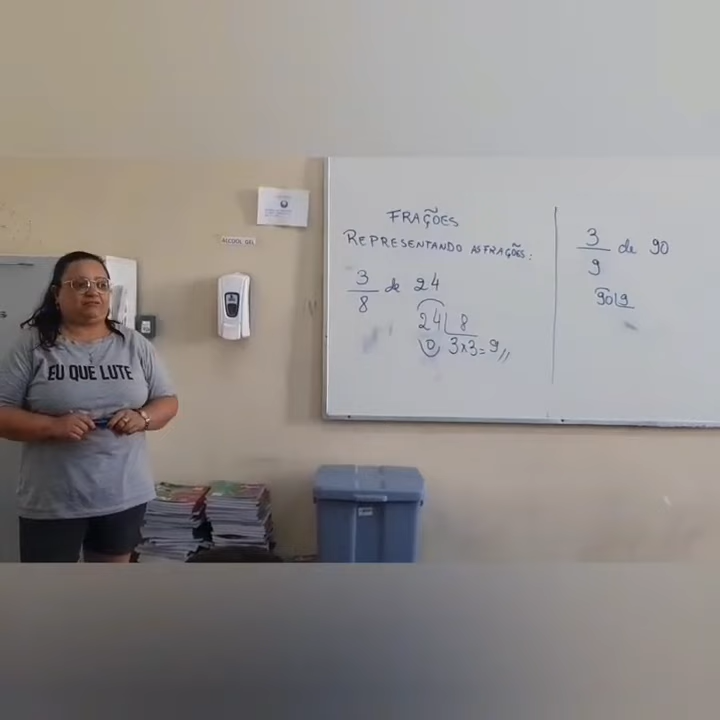 ÁLCOOL GEL
EU QUE LUTE
FRAÇÕES
REPRESENTANDO AS FRAÇÕES:
3
8 de 24
24 8
0 3x3=9//
3
9 de 90
90 9